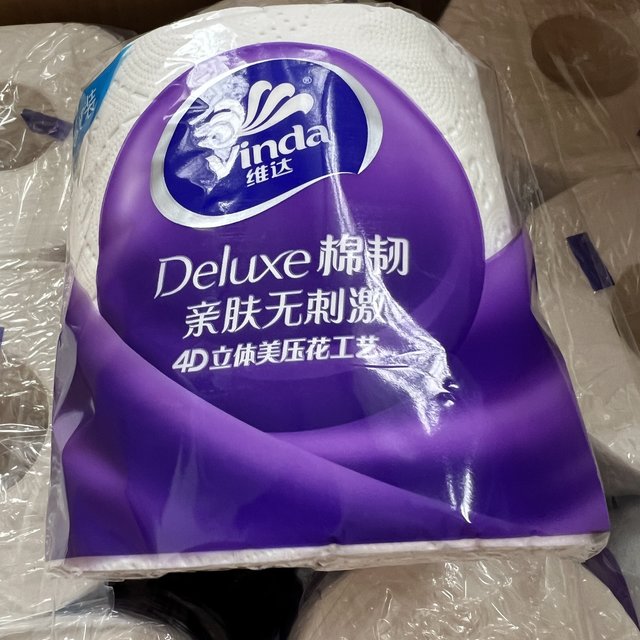 Vinda
®
维达
Deluxe 棉韧
亲肤无刺激
4D立体美压花工艺